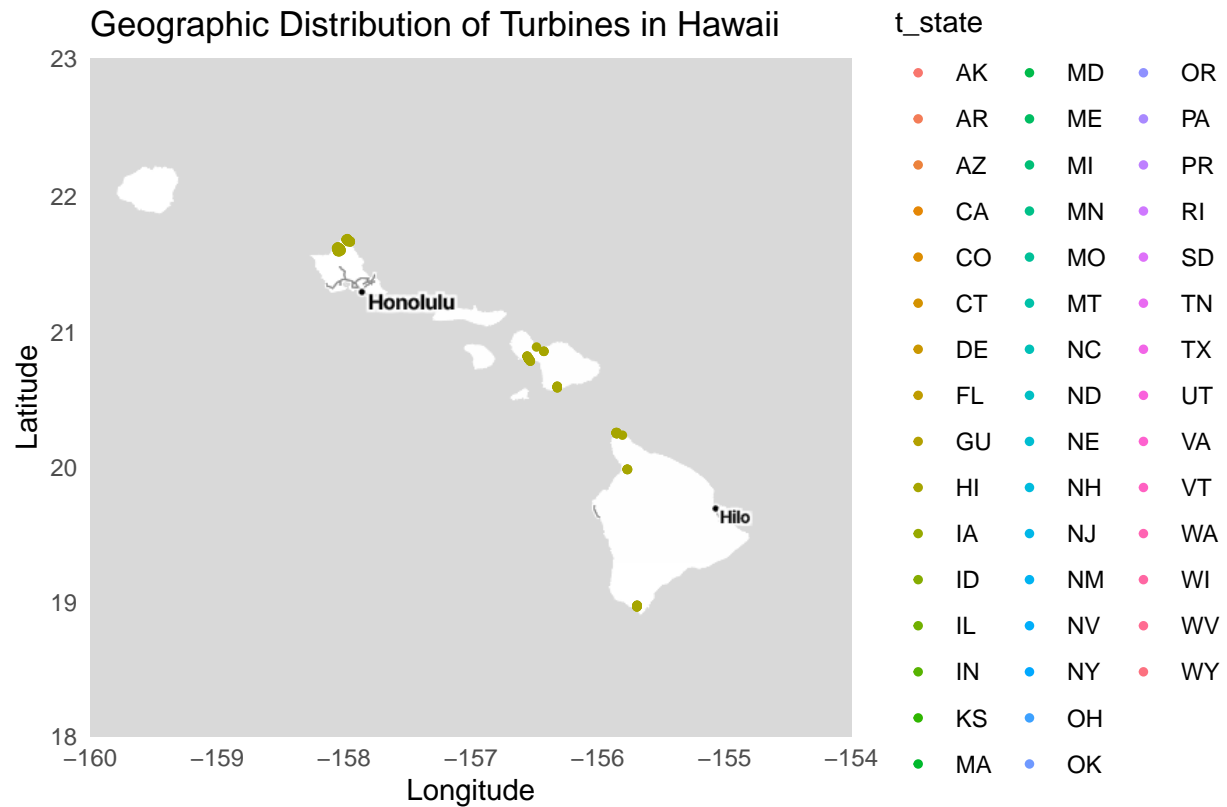 Geographic Distribution of Turbines in Hawaii
23
22
21
20
19
18
Latitude
Honolulu
Hilo
−160 −159 −158 −157 −156 −155 −154
Longitude
t_state
AK MD OR
AR ME PA
AZ MI PR
CA MN RI
CO MO SD
CT MT TN
DE NC TX
FL ND UT
GU NE VA
HI NH VT
IA NJ WA
ID NM WI
IL NV WV
IN NY WY
KS OH
MA OK